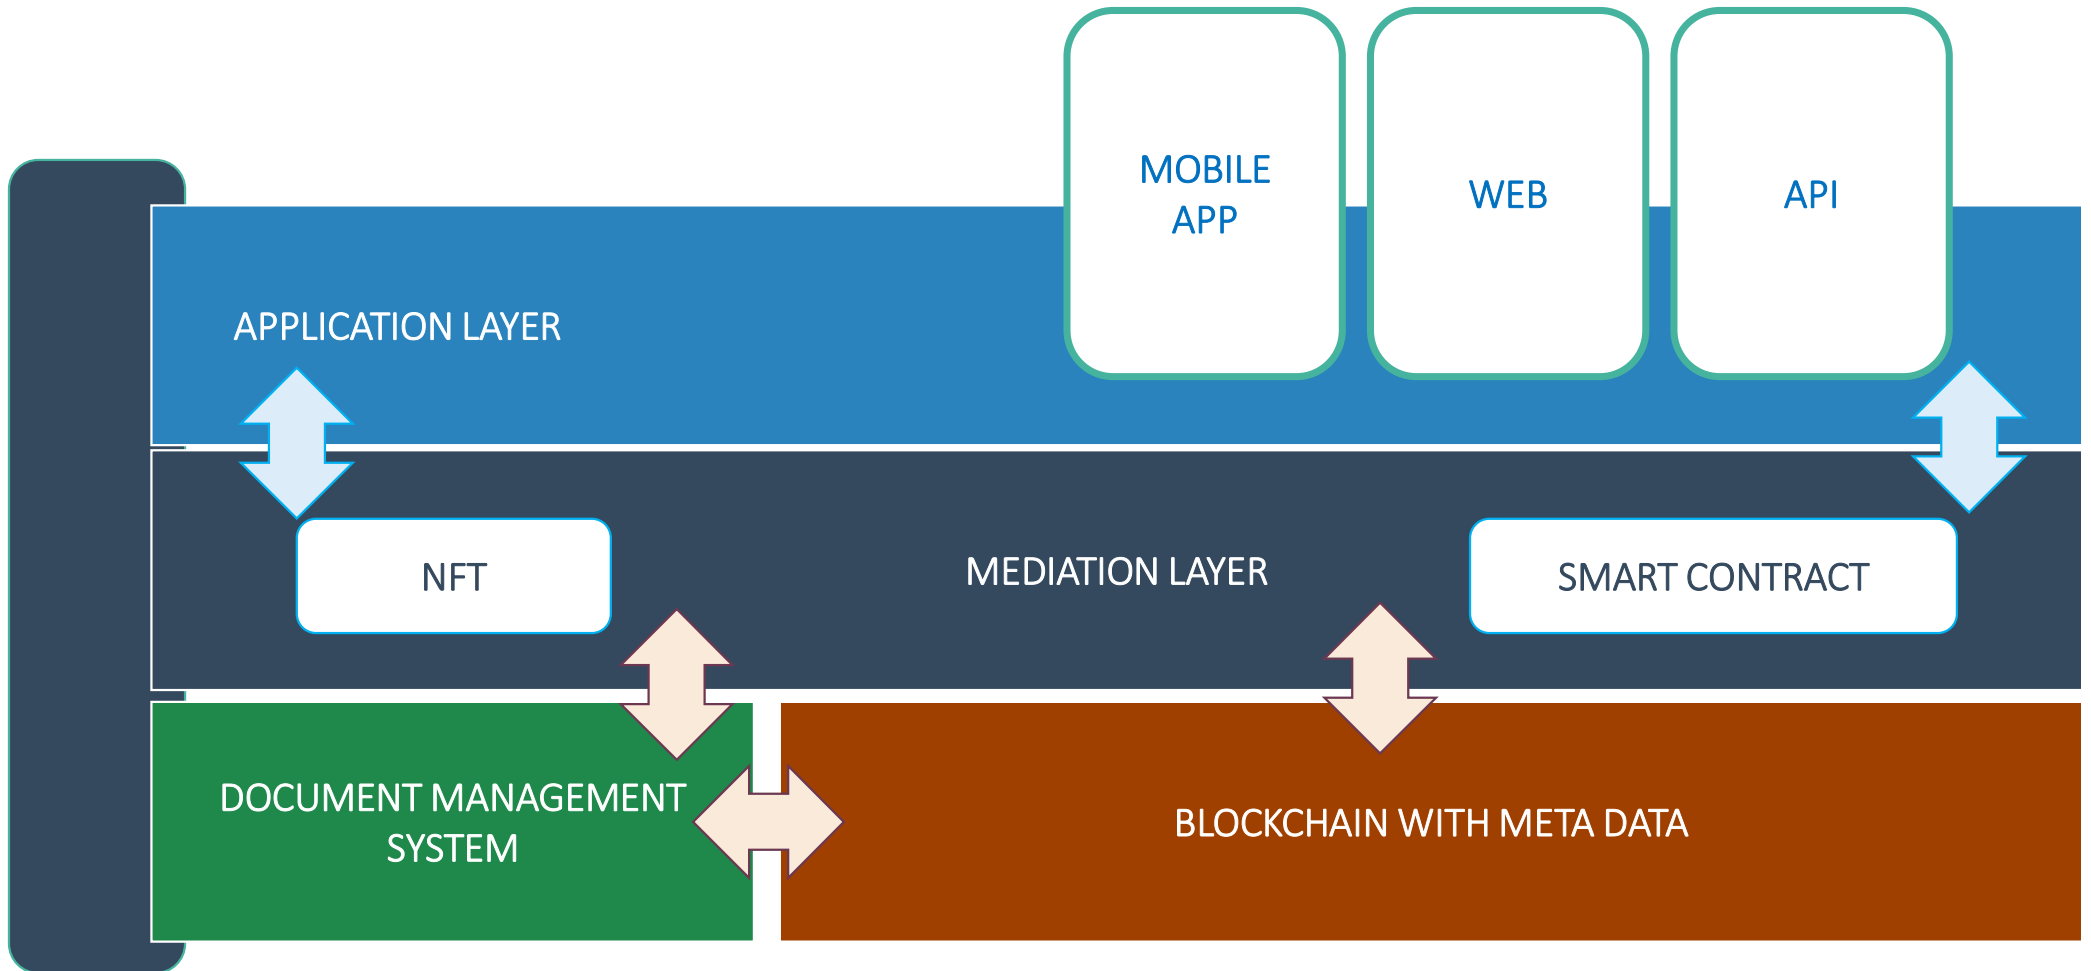 MOBILE
APP
WEB
API
APPLICATION LAYER
NFT
MEDIATION LAYER
SMART CONTRACT
DOCUMENT MANAGEMENT
SYSTEM
BLOCKCHAIN WITH META DATA